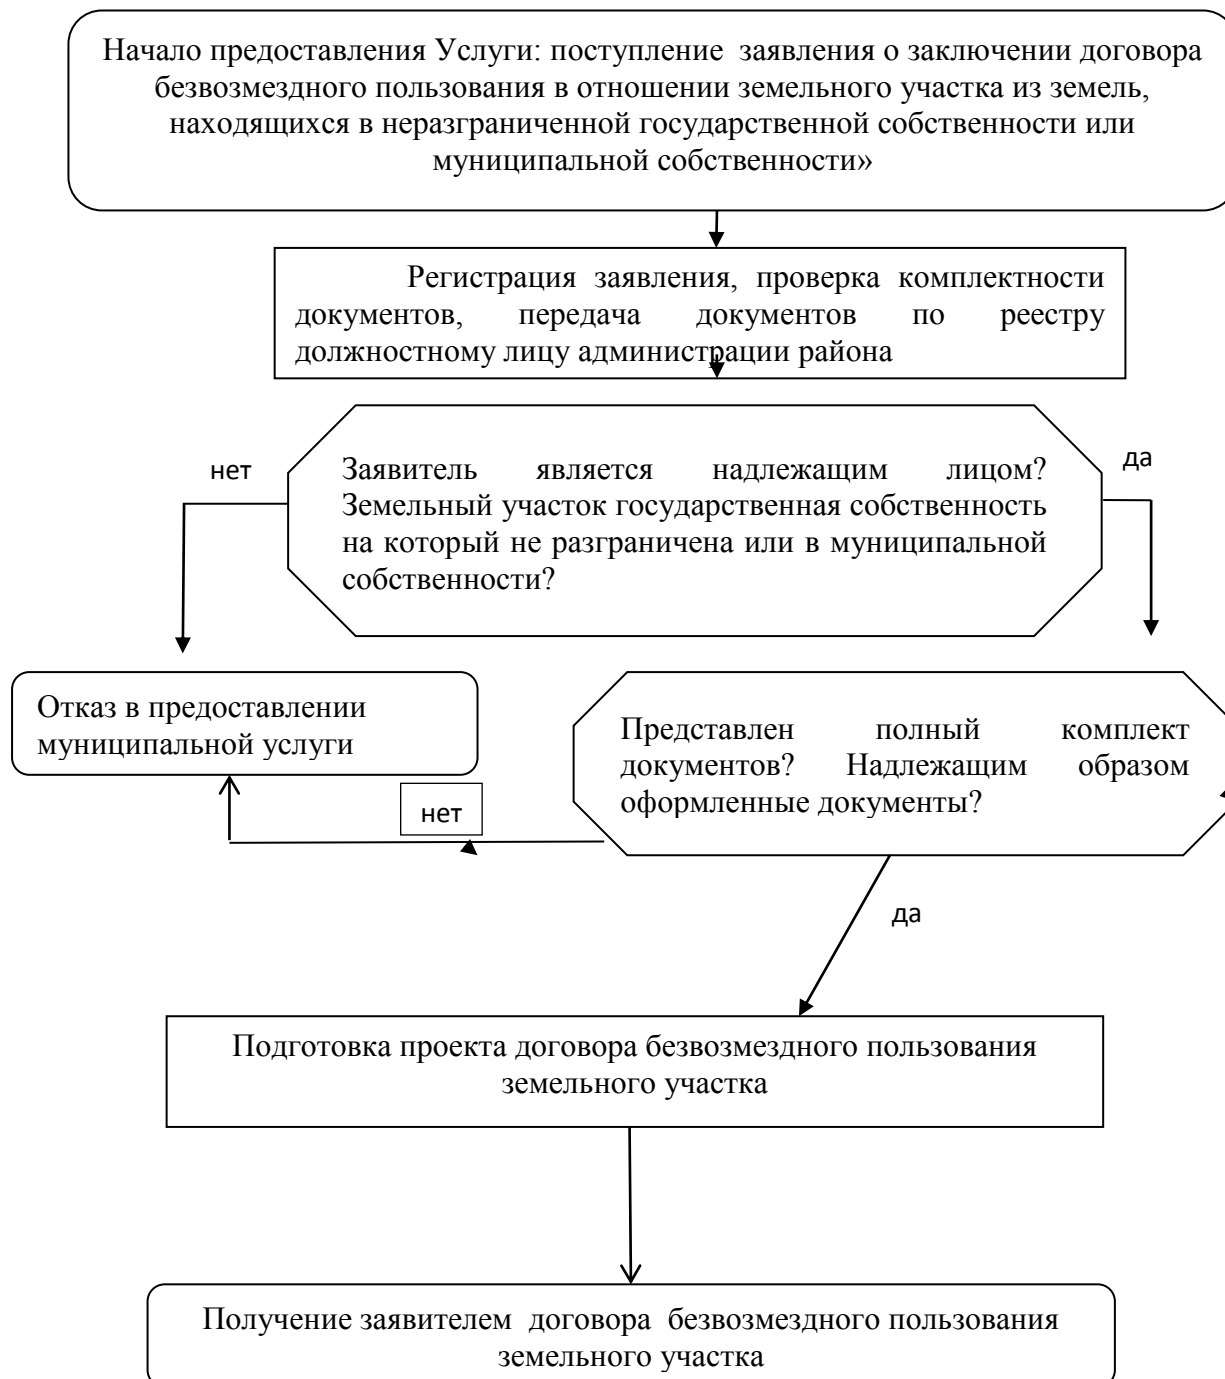 Начало предоставления Услуги: поступление заявления о заключении договора
безвозмездного пользования в отношении земельного участка из земель,
находящихся в неразграниченной государственной собственности или
муниципальной собственности»
Регистрация заявления, проверка комплектности
документов, передача документов по реестру
должностному лицу администрации района
нет
да
Заявитель является надлежащим лицом?
Земельный участок государственная собственность
на который не разграничена или в муниципальной
собственности?
Отказ в предоставлении
муниципальной услуги
Представлен полный комплект
документов? Надлежащим образом
оформленные документы?
нет
да
Подготовка проекта договора безвозмездного пользования
земельного участка
Получение заявителем договора безвозмездного пользования
земельного участка